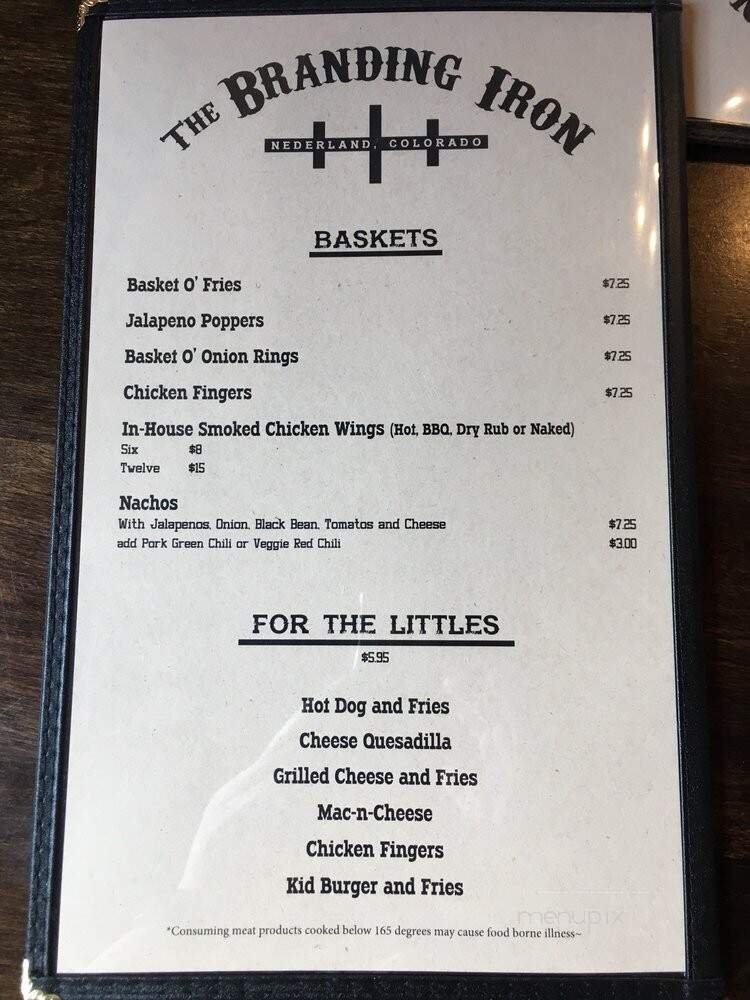 THE BRANDING IRON
NEDERLAND, COLORADO
BASKETS
Basket O' Fries $7.25
Jalapeno Poppers $7.25
Basket O' Onion Rings $7.25
Chicken Fingers $7.25
In-House Smoked Chicken Wings (Hot, BBQ, Dry Rub or Naked)
Six $8
Twelve $15
Nachos
With Jalapenos, Onion, Black Bean, Tomatos and Cheese $7.25
add Pork Green Chili or Veggie Red Chili $3.00
FOR THE LITTLES
$5.95
Hot Dog and Fries
Cheese Quesadilla
Grilled Cheese and Fries
Mac-n-Cheese
Chicken Fingers
Kid Burger and Fries
menupix
*Consuming meat products cooked below 165 degrees may cause food borne illness~